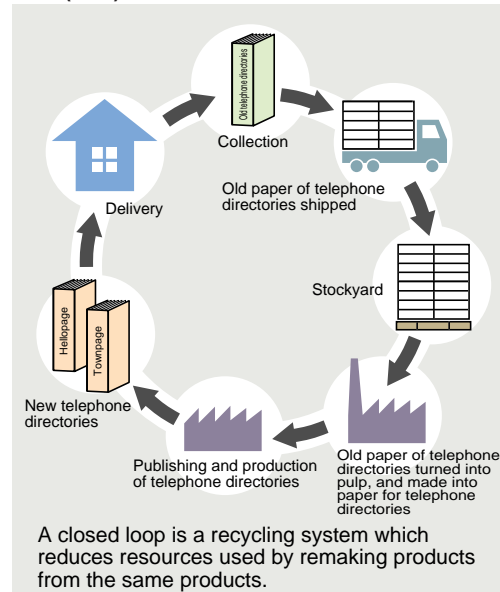 Old telephone directories
Collection
Old paper of telephone
directories shipped
Stockyard
Old paper of telephone
directories turned into
pulp, and made into
paper for telephone
directories
Publishing and production
of telephone directories
Hellopage
Townpage
New telephone
directories
Delivery
A closed loop is a recycling system which
reduces resources used by remaking products
from the same products.